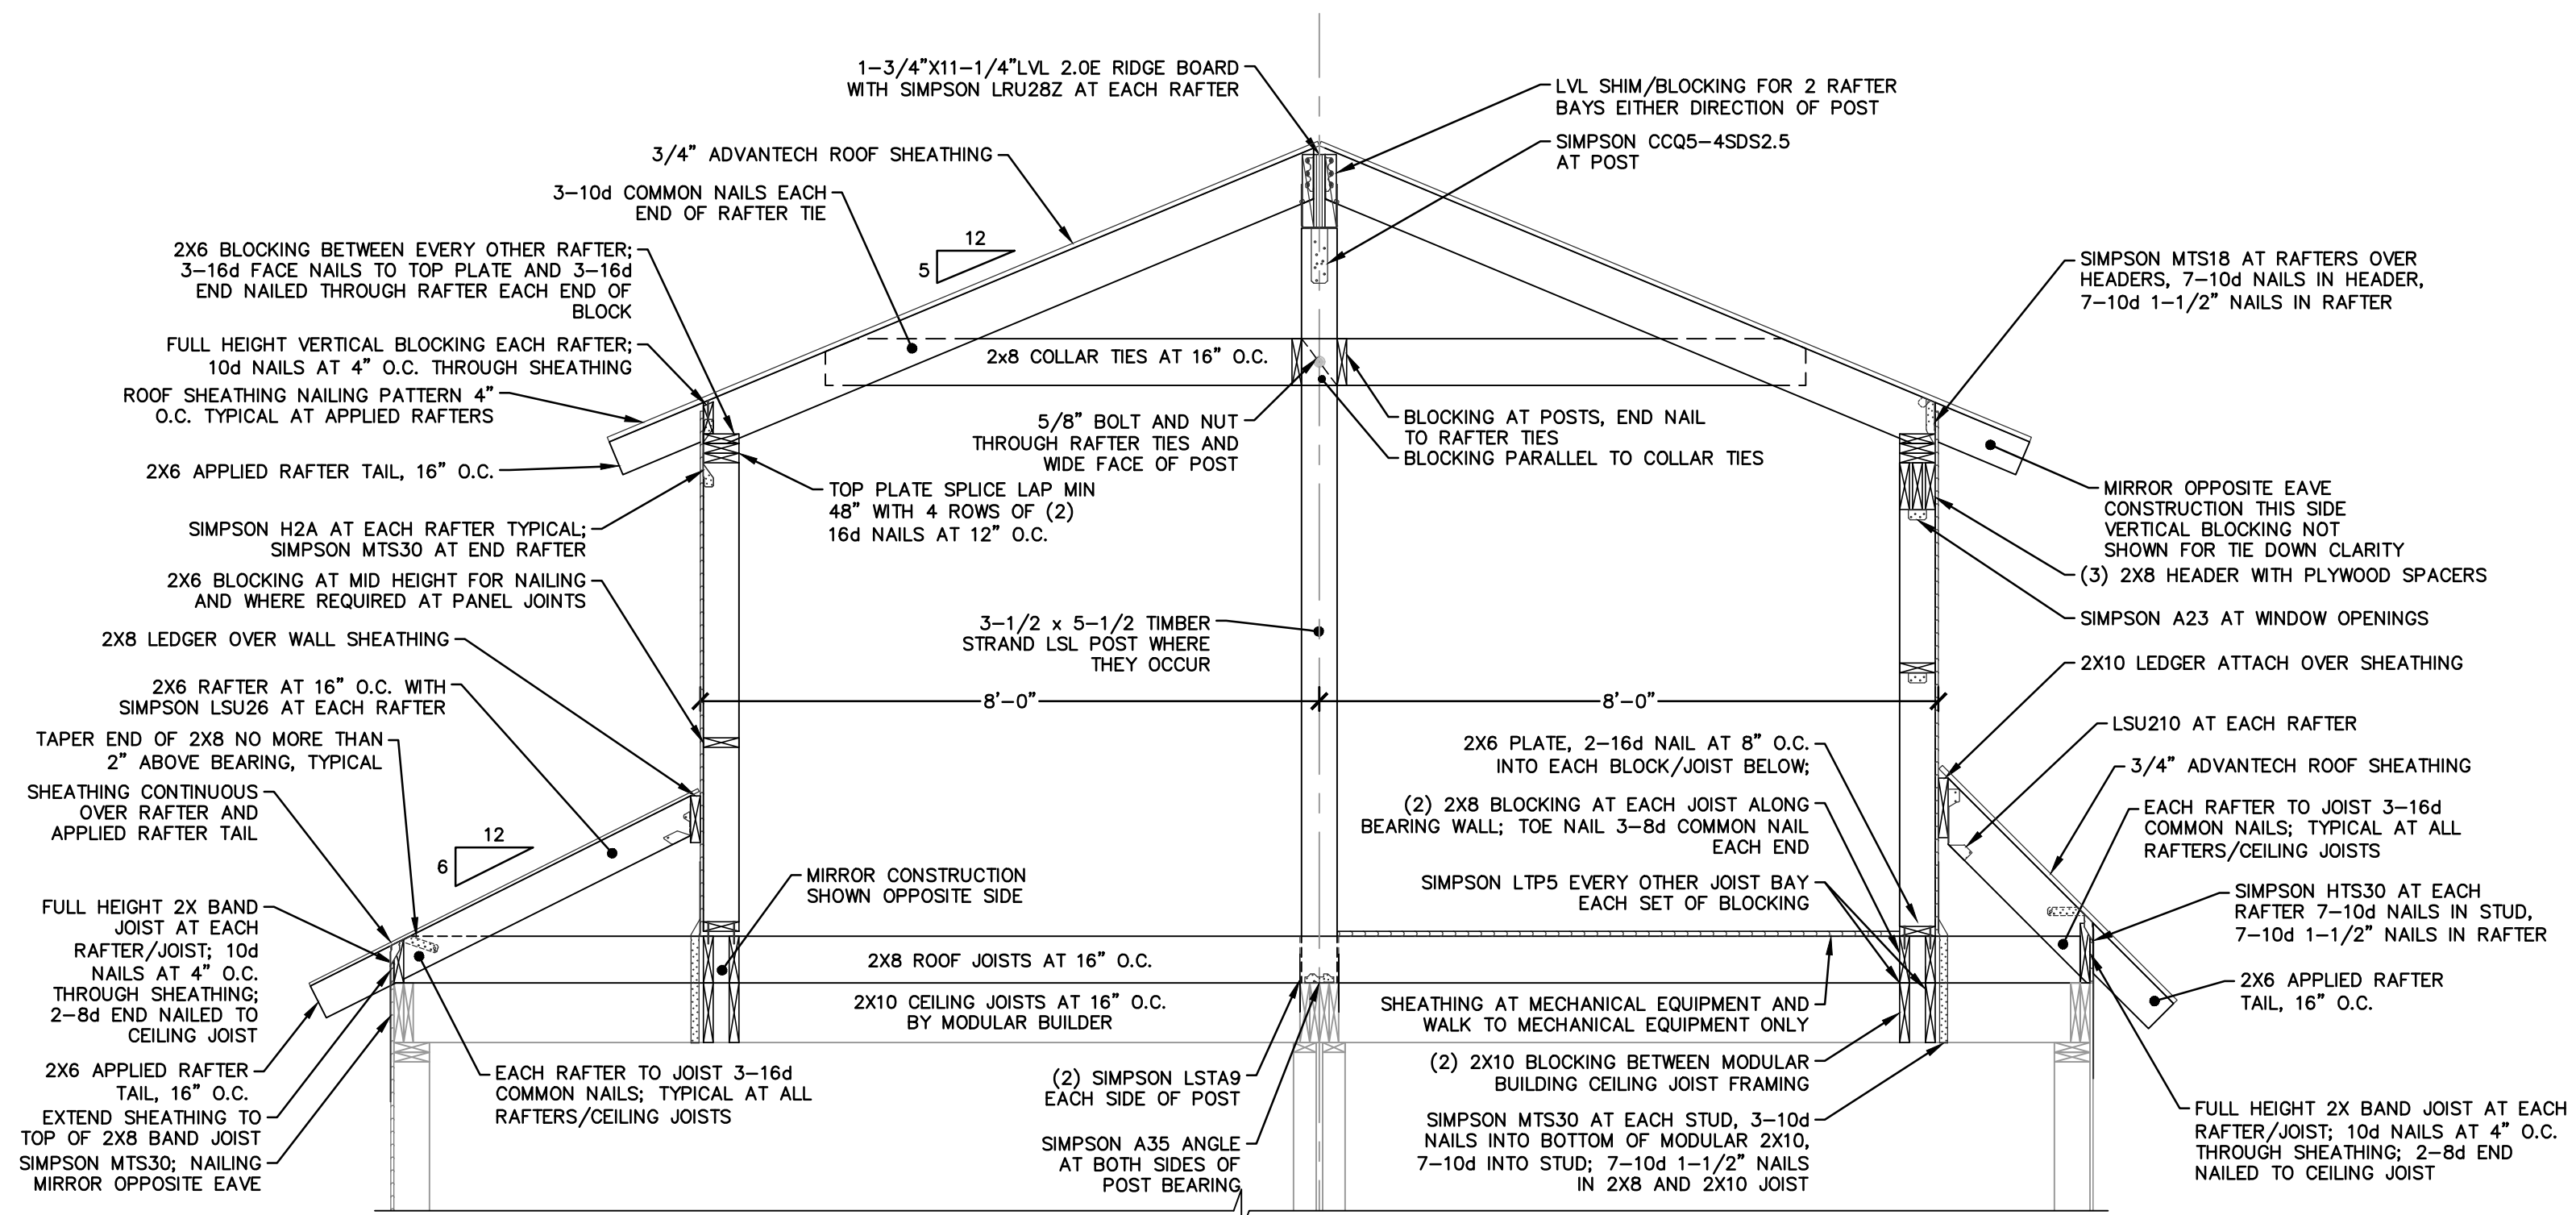 1-3/4"X11-1/4"LVL 2.0E RIDGE BOARD
WITH SIMPSON LRU28Z AT EACH RAFTER
LVL SHIM/BLOCKING FOR 2 RAFTER
BAYS EITHER DIRECTION OF POST
SIMPSON CCQ5-4SDS2.5
AT POST
3/4" ADVANTECH ROOF SHEATHING
3-10d COMMON NAILS EACH
END OF RAFTER TIE
12
5
2X6 BLOCKING BETWEEN EVERY OTHER RAFTER;
3-16d FACE NAILS TO TOP PLATE AND 3-16d
END NAILED THROUGH RAFTER EACH END OF
BLOCK
FULL HEIGHT VERTICAL BLOCKING EACH RAFTER;
10d NAILS AT 4" O.C. THROUGH SHEATHING
ROOF SHEATHING NAILING PATTERN 4"
O.C. TYPICAL AT APPLIED RAFTERS
2X6 APPLIED RAFTER TAIL, 16" O.C.
SIMPSON H2A AT EACH RAFTER TYPICAL;
SIMPSON MTS30 AT END RAFTER
2X6 BLOCKING AT MID HEIGHT FOR NAILING
AND WHERE REQUIRED AT PANEL JOINTS
2X8 LEDGER OVER WALL SHEATHING
2X6 RAFTER AT 16" O.C. WITH
SIMPSON LSU26 AT EACH RAFTER
TAPER END OF 2X8 NO MORE THAN
2" ABOVE BEARING, TYPICAL
SHEATHING CONTINUOUS
OVER RAFTER AND
APPLIED RAFTER TAIL
12
6
FULL HEIGHT 2X BAND
JOIST AT EACH
RAFTER/JOIST; 10d
NAILS AT 4" O.C.
THROUGH SHEATHING;
2-8d END NAILED TO
CEILING JOIST
2X6 APPLIED RAFTER
TAIL, 16" O.C.
EXTEND SHEATHING TO
TOP OF 2X8 BAND JOIST
SIMPSON MTS30; NAILING
MIRROR OPPOSITE EAVE
2x8 COLLAR TIES AT 16" O.C.
5/8" BOLT AND NUT
THROUGH RAFTER TIES AND
WIDE FACE OF POST
BLOCKING AT POSTS, END NAIL
TO RAFTER TIES
BLOCKING PARALLEL TO COLLAR TIES
TOP PLATE SPLICE LAP MIN
48" WITH 4 ROWS OF (2)
16d NAILS AT 12" O.C.
3-1/2 x 5-1/2 TIMBER
STRAND LSL POST WHERE
THEY OCCUR
8'-0"
8'-0"
MIRROR CONSTRUCTION
SHOWN OPPOSITE SIDE
2X8 ROOF JOISTS AT 16" O.C.
2X10 CEILING JOISTS AT 16" O.C.
BY MODULAR BUILDER
EACH RAFTER TO JOIST 3-16d
COMMON NAILS; TYPICAL AT ALL
RAFTERS/CEILING JOISTS
(2) SIMPSON LSTA9
EACH SIDE OF POST
SIMPSON A35 ANGLE
AT BOTH SIDES OF
POST BEARING
2X6 PLATE, 2-16d NAIL AT 8" O.C.
INTO EACH BLOCK/JOIST BELOW;
(2) 2X8 BLOCKING AT EACH JOIST ALONG
BEARING WALL; TOE NAIL 3-8d COMMON NAIL
EACH END
SIMPSON LTP5 EVERY OTHER JOIST BAY
EACH SET OF BLOCKING
SHEATHING AT MECHANICAL EQUIPMENT AND
WALK TO MECHANICAL EQUIPMENT ONLY
(2) 2X10 BLOCKING BETWEEN MODULAR
BUILDING CEILING JOIST FRAMING
SIMPSON MTS30 AT EACH STUD, 3-10d
NAILS INTO BOTTOM OF MODULAR 2X10,
7-10d INTO STUD; 7-10d 1-1/2" NAILS
IN 2X8 AND 2X10 JOIST
SIMPSON MTS18 AT RAFTERS OVER
HEADERS, 7-10d NAILS IN HEADER,
7-10d 1-1/2" NAILS IN RAFTER
MIRROR OPPOSITE EAVE
CONSTRUCTION THIS SIDE
VERTICAL BLOCKING NOT
SHOWN FOR TIE DOWN CLARITY
(3) 2X8 HEADER WITH PLYWOOD SPACERS
SIMPSON A23 AT WINDOW OPENINGS
2X10 LEDGER ATTACH OVER SHEATHING
LSU210 AT EACH RAFTER
3/4" ADVANTECH ROOF SHEATHING
EACH RAFTER TO JOIST 3-16d
COMMON NAILS; TYPICAL AT ALL
RAFTERS/CEILING JOISTS
SIMPSON HTS30 AT EACH
RAFTER 7-10d NAILS IN STUD,
7-10d 1-1/2" NAILS IN RAFTER
2X6 APPLIED RAFTER
TAIL, 16" O.C.
FULL HEIGHT 2X BAND JOIST AT EACH
RAFTER/JOIST; 10d NAILS AT 4" O.C.
THROUGH SHEATHING; 2-8d END
NAILED TO CEILING JOIST